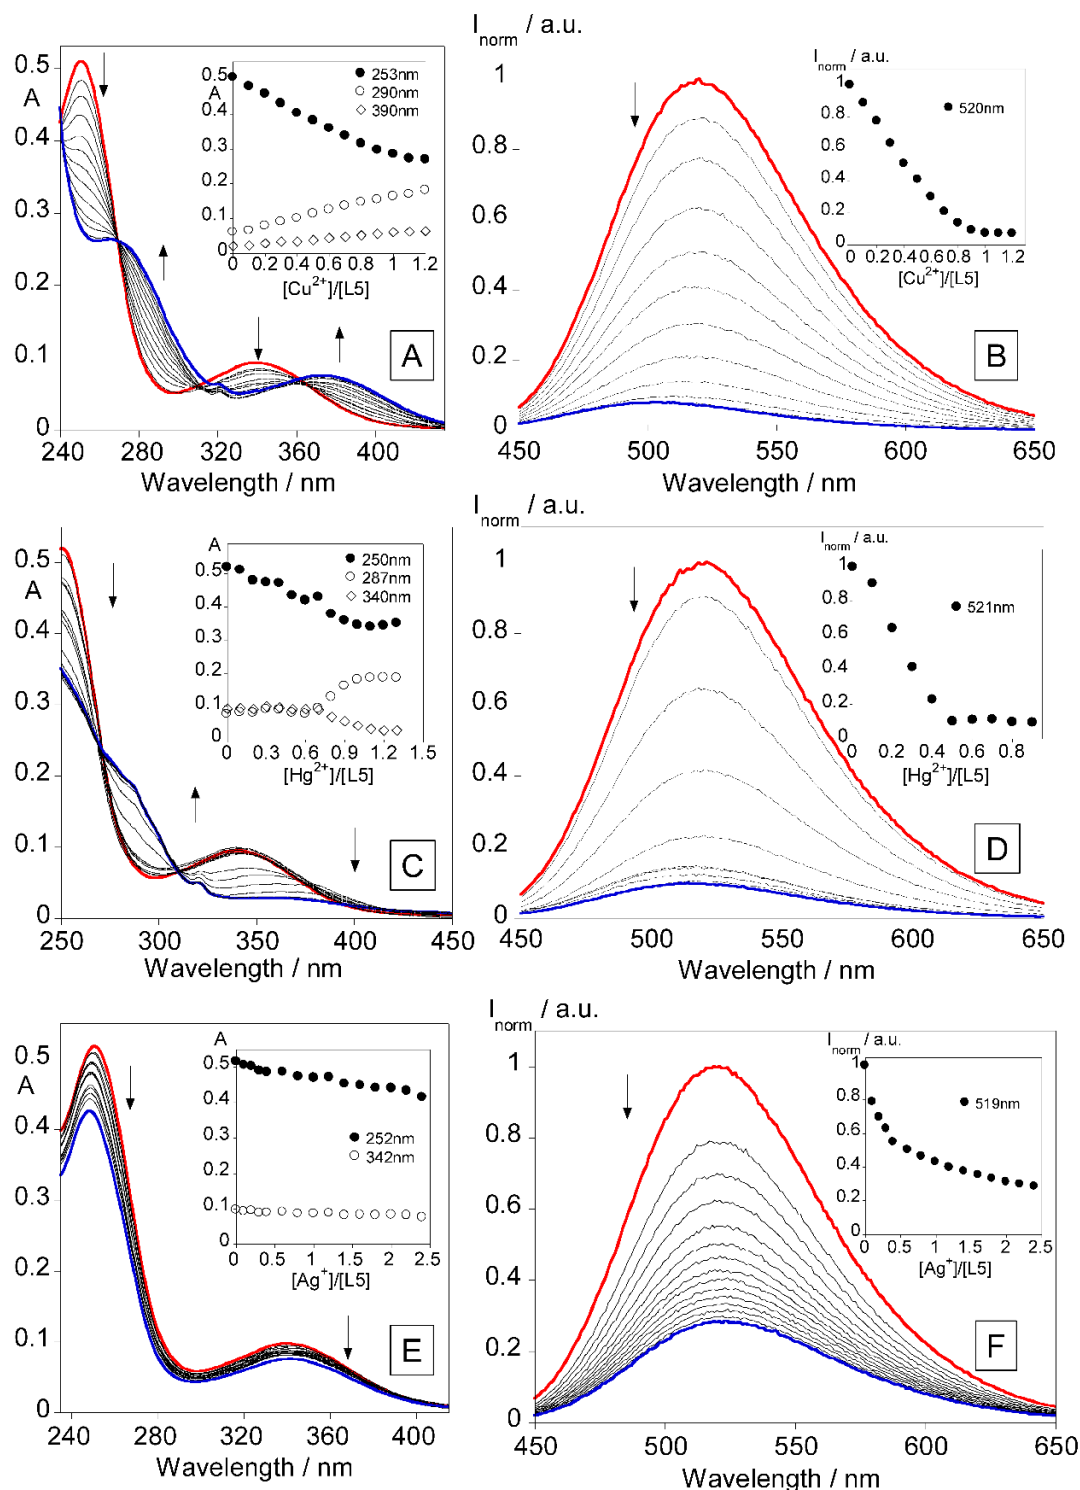 0.5
A
0.4
0.3
0.2
0.1
0
240 280 320 360 400
Wavelength / nm
A
0.5
A
0.4
0.3
0.2
0.1
0
0 0.2 0.4 0.6 0.8 1 1.2
[Cu²⁺]/[L5]
253nm
290nm
390nm
I_norm / a.u.
1
0.8
0.6
0.4
0.2
0
450 500 550 600 650
Wavelength / nm
B
I_norm / a.u.
1
0.8
0.6
0.4
0.2
0
0 0.2 0.4 0.6 0.8 1 1.2
[Cu²⁺]/[L5]
520nm
0.5
A
0.4
0.3
0.2
0.1
0
250 300 350 400 450
Wavelength / nm
C
A
0.5
0.4
0.3
0.2
0.1
0
0 0.3 0.6 0.9 1.2 1.5
[Hg²⁺]/[L5]
250nm
287nm
340nm
I_norm / a.u.
1
0.8
0.6
0.4
0.2
0
450 500 550 600 650
Wavelength / nm
D
I_norm / a.u.
1
0.8
0.6
0.4
0.2
0
0 0.2 0.4 0.6 0.8
[Hg²⁺]/[L5]
521nm
0.5
A
0.4
0.3
0.2
0.1
0
240 280 320 360 400
Wavelength / nm
E
A
0.5
0.4
0.3
0.2
0.1
0
0 0.5 1 1.5 2 2.5
[Ag⁺]/[L5]
252nm
342nm
I_norm / a.u.
1
0.8
0.6
0.4
0.2
0
450 500 550 600 650
Wavelength / nm
F
I_norm / a.u.
1
0.8
0.6
0.4
0.2
0
0 0.5 1 1.5 2 2.5
[Ag⁺]/[L5]
519nm